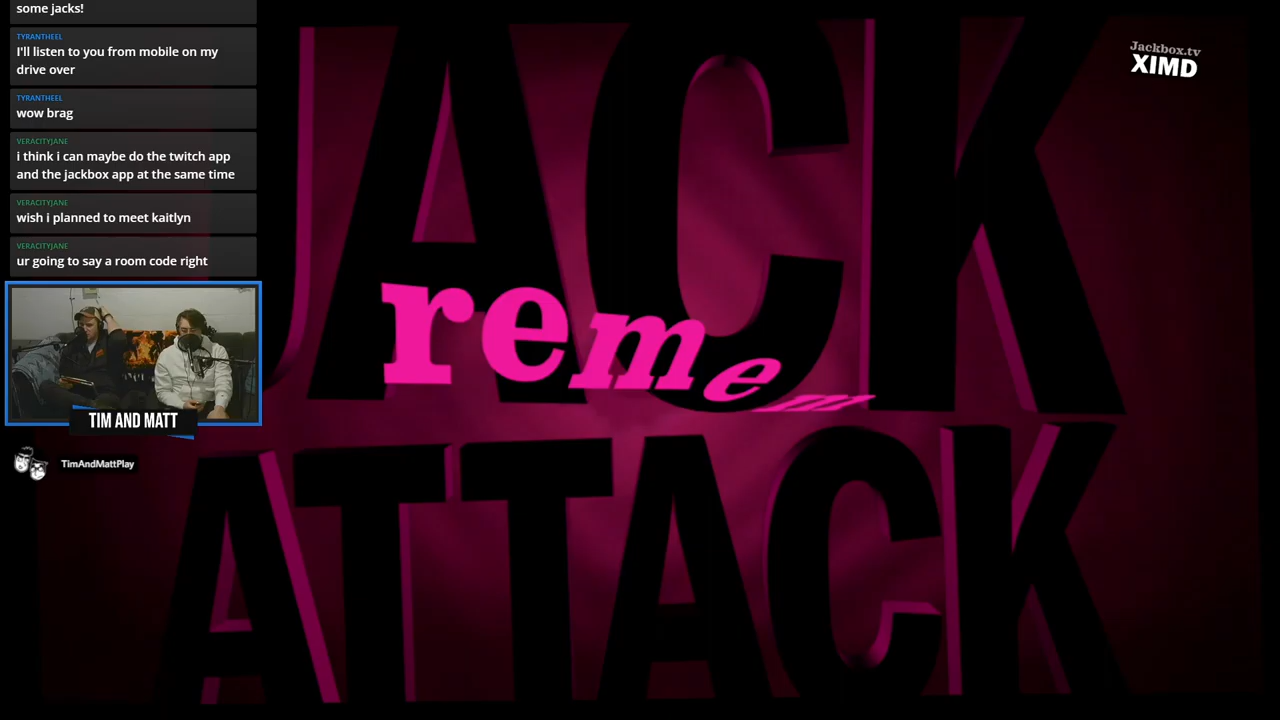 some jacks!
TYRANTHEEL
I'll listen to you from mobile on my
drive over
TYRANTHEEL
wow brag
VERACITYJANE
i think i can maybe do the twitch app
and the jackbox app at the same time
VERACITYJANE
wish i planned to meet kaitlyn
VERACITYJANE
ur going to say a room code right
TIM AND MATT
TimAndMattPlay
Jackbox.tv
XIMD
JACK
remem
ATTACK